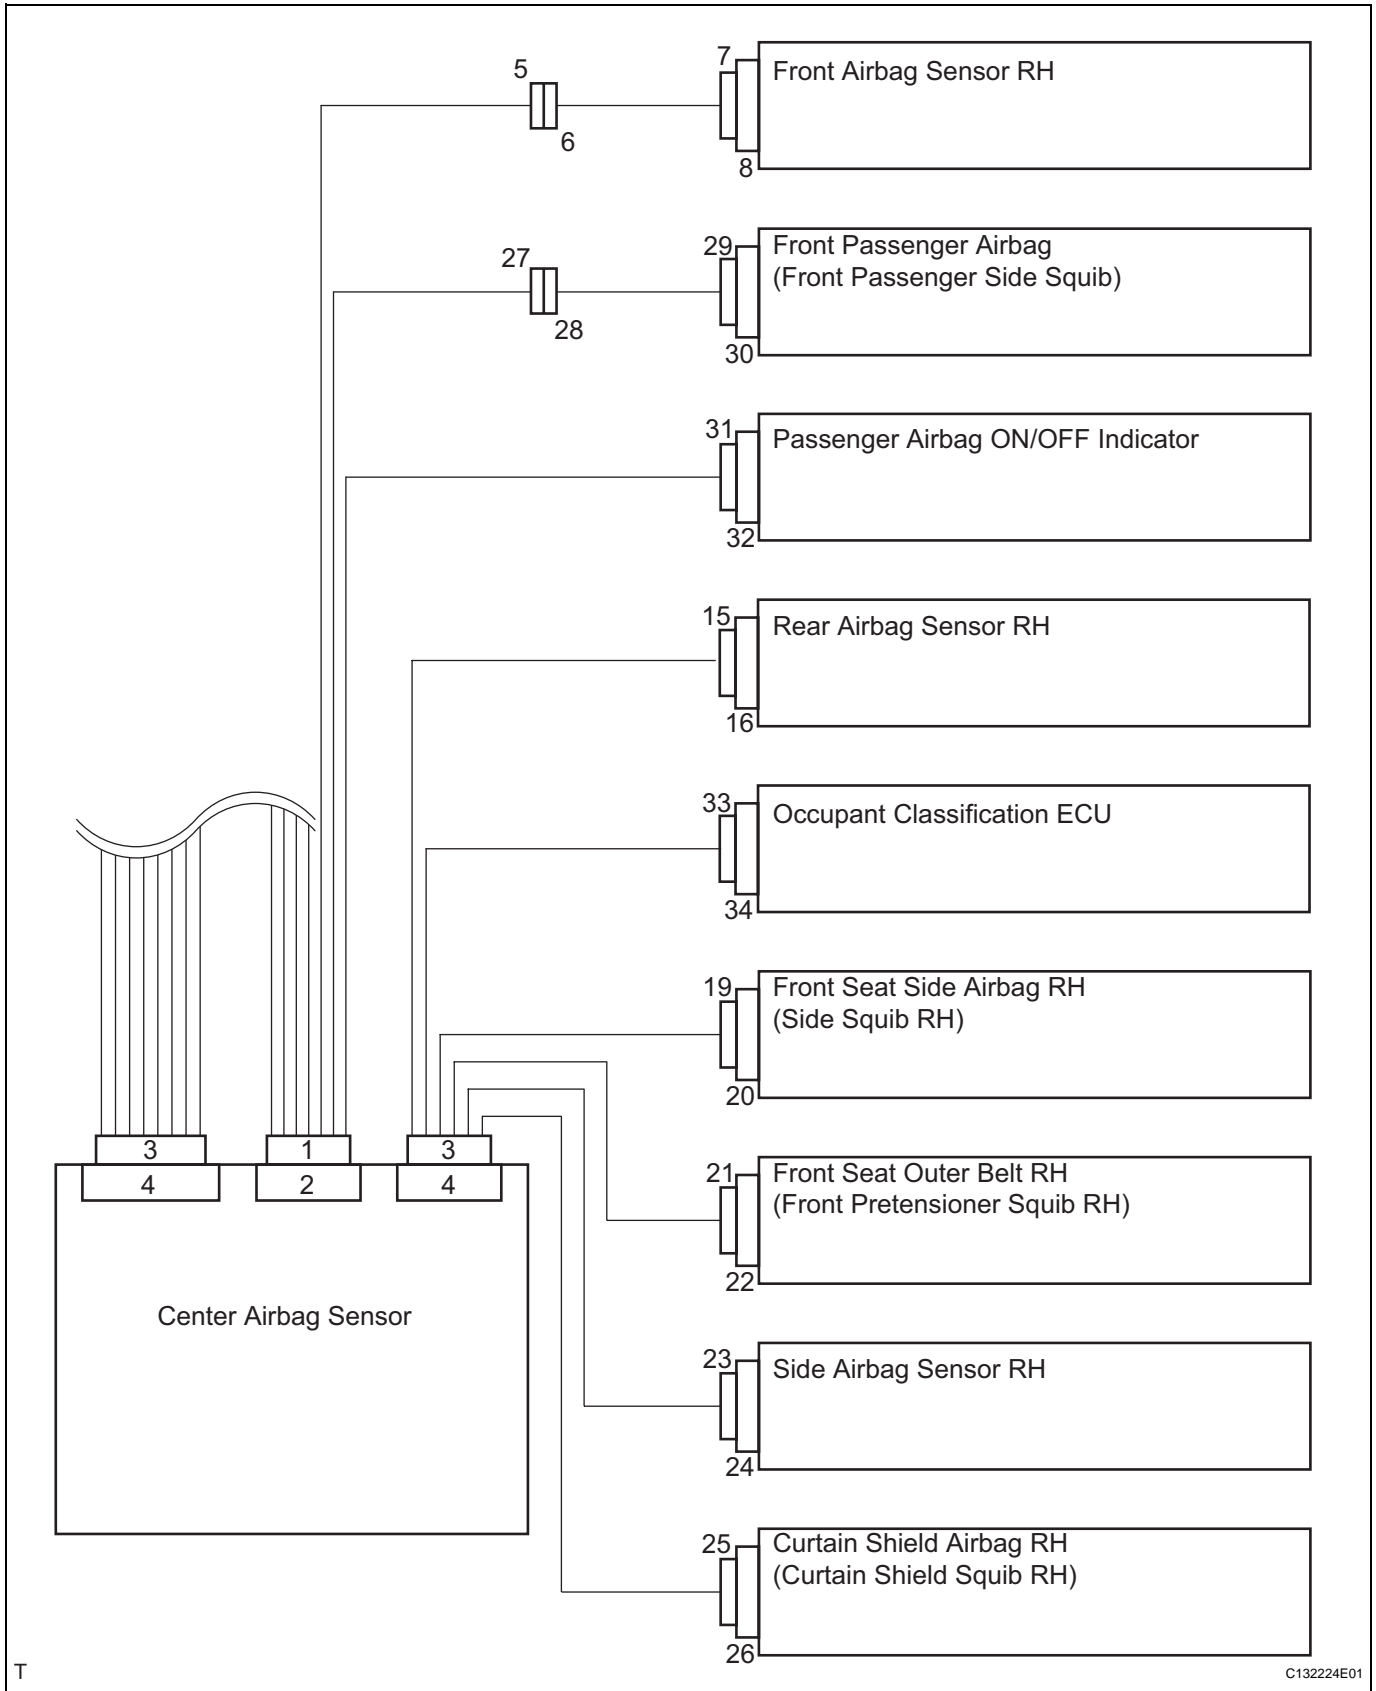 5
6
7
8
Front Airbag Sensor RH
27
28
29
30
Front Passenger Airbag
(Front Passenger Side Squib)
31
32
Passenger Airbag ON/OFF Indicator
15
16
Rear Airbag Sensor RH
33
34
Occupant Classification ECU
19
20
Front Seat Side Airbag RH
(Side Squib RH)
3
4
1
2
3
4
21
22
Front Seat Outer Belt RH
(Front Pretensioner Squib RH)
Center Airbag Sensor
23
24
Side Airbag Sensor RH
25
26
Curtain Shield Airbag RH
(Curtain Shield Squib RH)
T
C132224E01